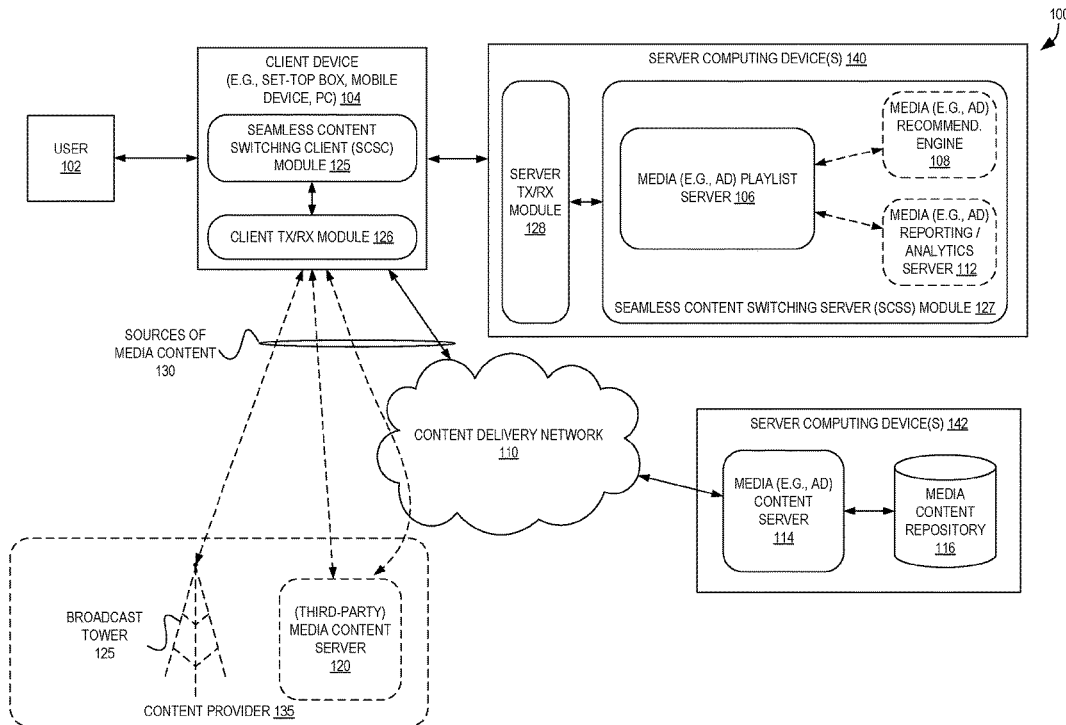 100
CLIENT DEVICE
(E.G., SET-TOP BOX, MOBILE
DEVICE, PC) 104
SEAMLESS CONTENT
SWITCHING CLIENT (SCSC)
MODULE 125
CLIENT TX/RX MODULE 126
USER
102
SERVER COMPUTING DEVICE(S) 140
SERVER
TX/RX
MODULE
128
MEDIA (E.G., AD) PLAYLIST
SERVER 106
MEDIA (E.G., AD)
RECOMMEND.
ENGINE
108
MEDIA (E.G., AD)
REPORTING /
ANALYTICS
SERVER 112
SEAMLESS CONTENT SWITCHING SERVER (SCSS) MODULE 127
SOURCES OF
MEDIA CONTENT
130
CONTENT DELIVERY NETWORK
110
SERVER COMPUTING DEVICE(S) 142
MEDIA (E.G., AD)
CONTENT
SERVER
114
MEDIA
CONTENT
REPOSITORY
116
BROADCAST
TOWER
125
(THIRD-PARTY)
MEDIA CONTENT
SERVER
120
CONTENT PROVIDER 135